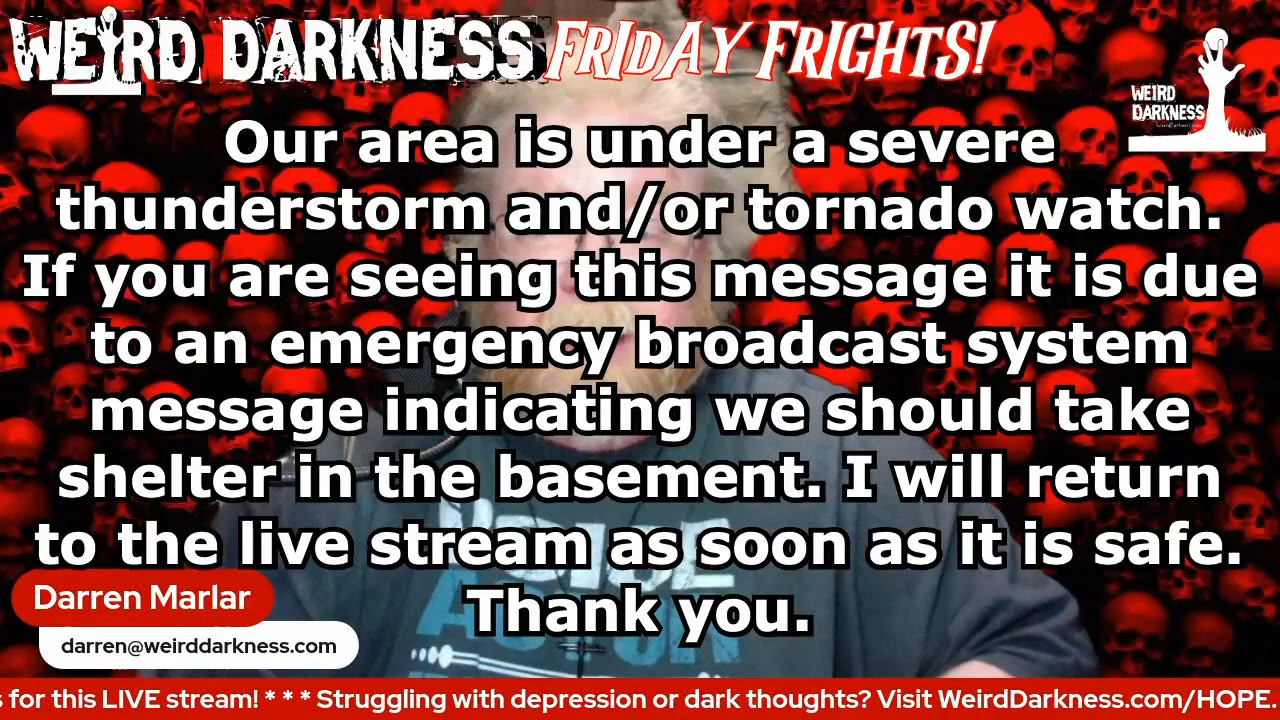 WEIRD DARKNESS FRIDAY FRIGHTS!
WEIRD
DARKNESS
Our area is under a severe
thunderstorm and/or tornado watch.
If you are seeing this message it is due
to an emergency broadcast system
message indicating we should take
shelter in the basement. I will return
to the live stream as soon as it is safe.
Thank you.
Darren Marlar
darren@weirddarkness.com
s for this LIVE stream! * * * Struggling with depression or dark thoughts? Visit WeirdDarkness.com/HOPE.